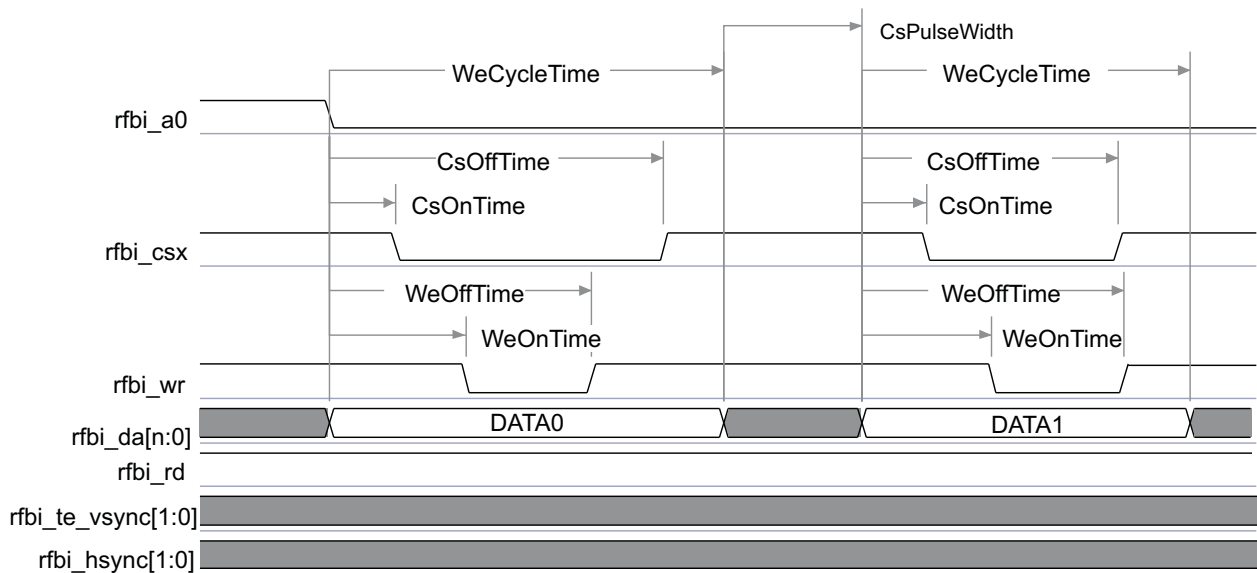 CsPulseWidth
WeCycleTime WeCycleTime
rfbi_a0
CsOffTime CsOffTime
CsOnTime CsOnTime
rfbi_csx
WeOffTime WeOffTime
WeOnTime WeOnTime
rfbi_wr
DATA0 DATA1
rfbi_da[n:0]
rfbi_rd
rfbi_te_vsync[1:0]
rfbi_hsync[1:0]